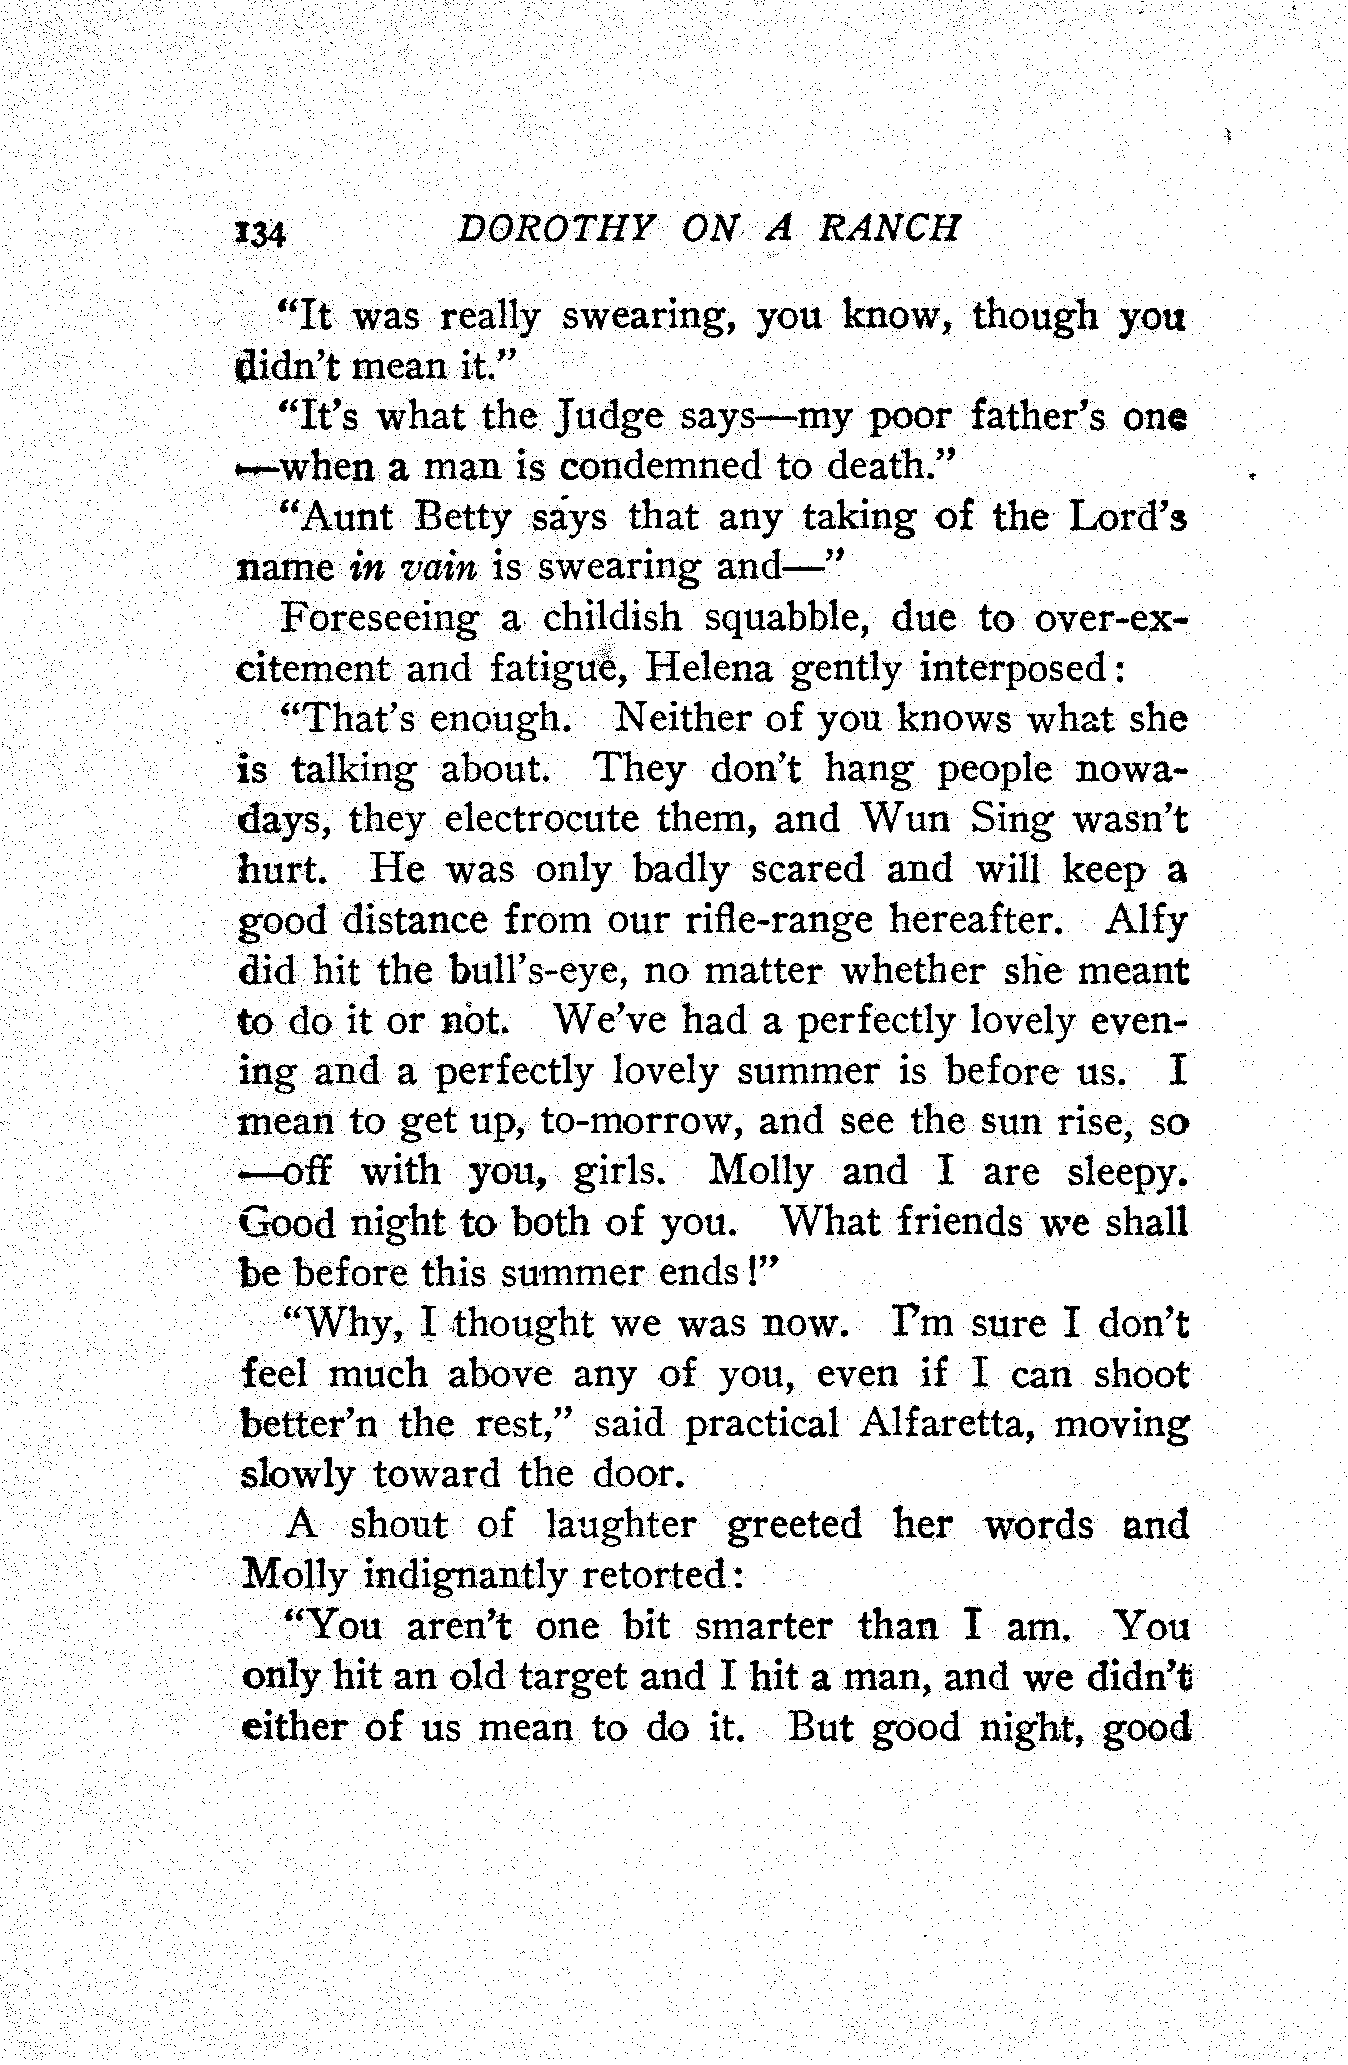 134 DOROTHY ON A RANCH
“It was really swearing, you know, though you
didn’t mean it.”
“It’s what the Judge says—my poor father’s one
—when a man is condemned to death.”
“Aunt Betty says that any taking of the Lord’s
name in vain is swearing and—”
Foreseeing a childish squabble, due to over-ex-
citement and fatigue, Helena gently interposed:
“That’s enough. Neither of you knows what she
is talking about. They don’t hang people nowa-
days, they electrocute them, and Wun Sing wasn’t
hurt. He was only badly scared and will keep a
good distance from our rifle-range hereafter. Alfy
did hit the bull’s-eye, no matter whether she meant
to do it or not. We’ve had a perfectly lovely even-
ing and a perfectly lovely summer is before us. I
mean to get up, to-morrow, and see the sun rise, so
—off with you, girls. Molly and I are sleepy.
Good night to both of you. What friends we shall
be before this summer ends!”
“Why, I thought we was now. I’m sure I don’t
feel much above any of you, even if I can shoot
better’n the rest,” said practical Alfaretta, moving
slowly toward the door.
A shout of laughter greeted her words and
Molly indignantly retorted:
“You aren’t one bit smarter than I am. You
only hit an old target and I hit a man, and we didn’t
either of us mean to do it. But good night, good